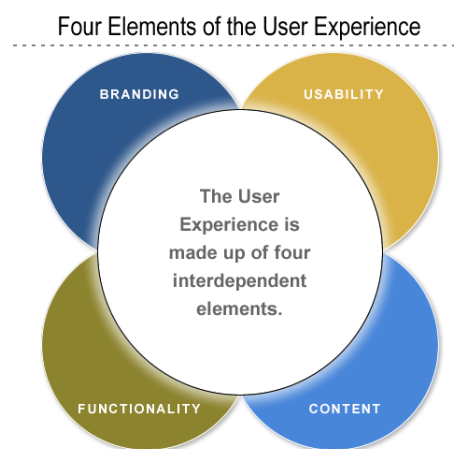 Four Elements of the User Experience
BRANDING
USABILITY
The User
Experience is
made up of four
interdependent
elements.
FUNCTIONALITY
CONTENT